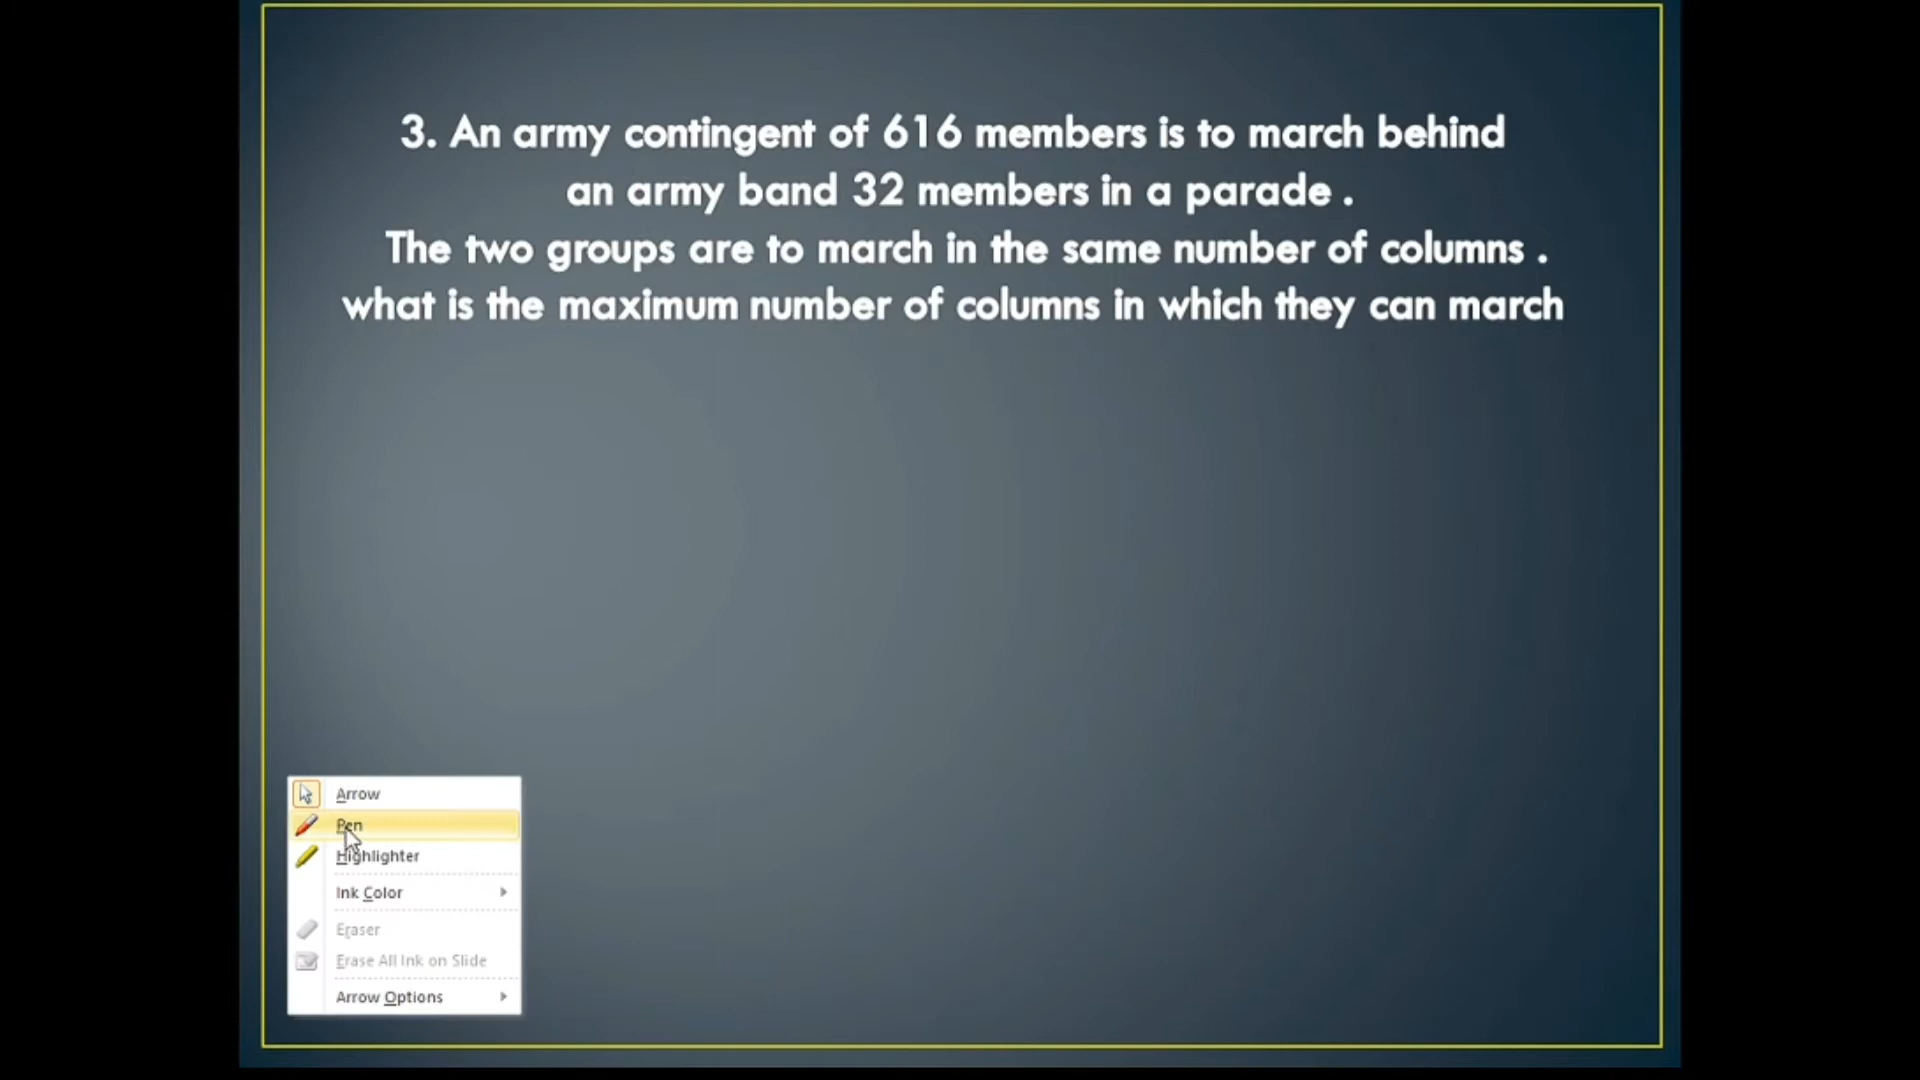 3. An army contingent of 616 members is to march behind
an army band 32 members in a parade .
The two groups are to march in the same number of columns .
what is the maximum number of columns in which they can march
Arrow
Pen
Highlighter
Ink Color
Eraser
Erase All Ink on Slide
Arrow Options